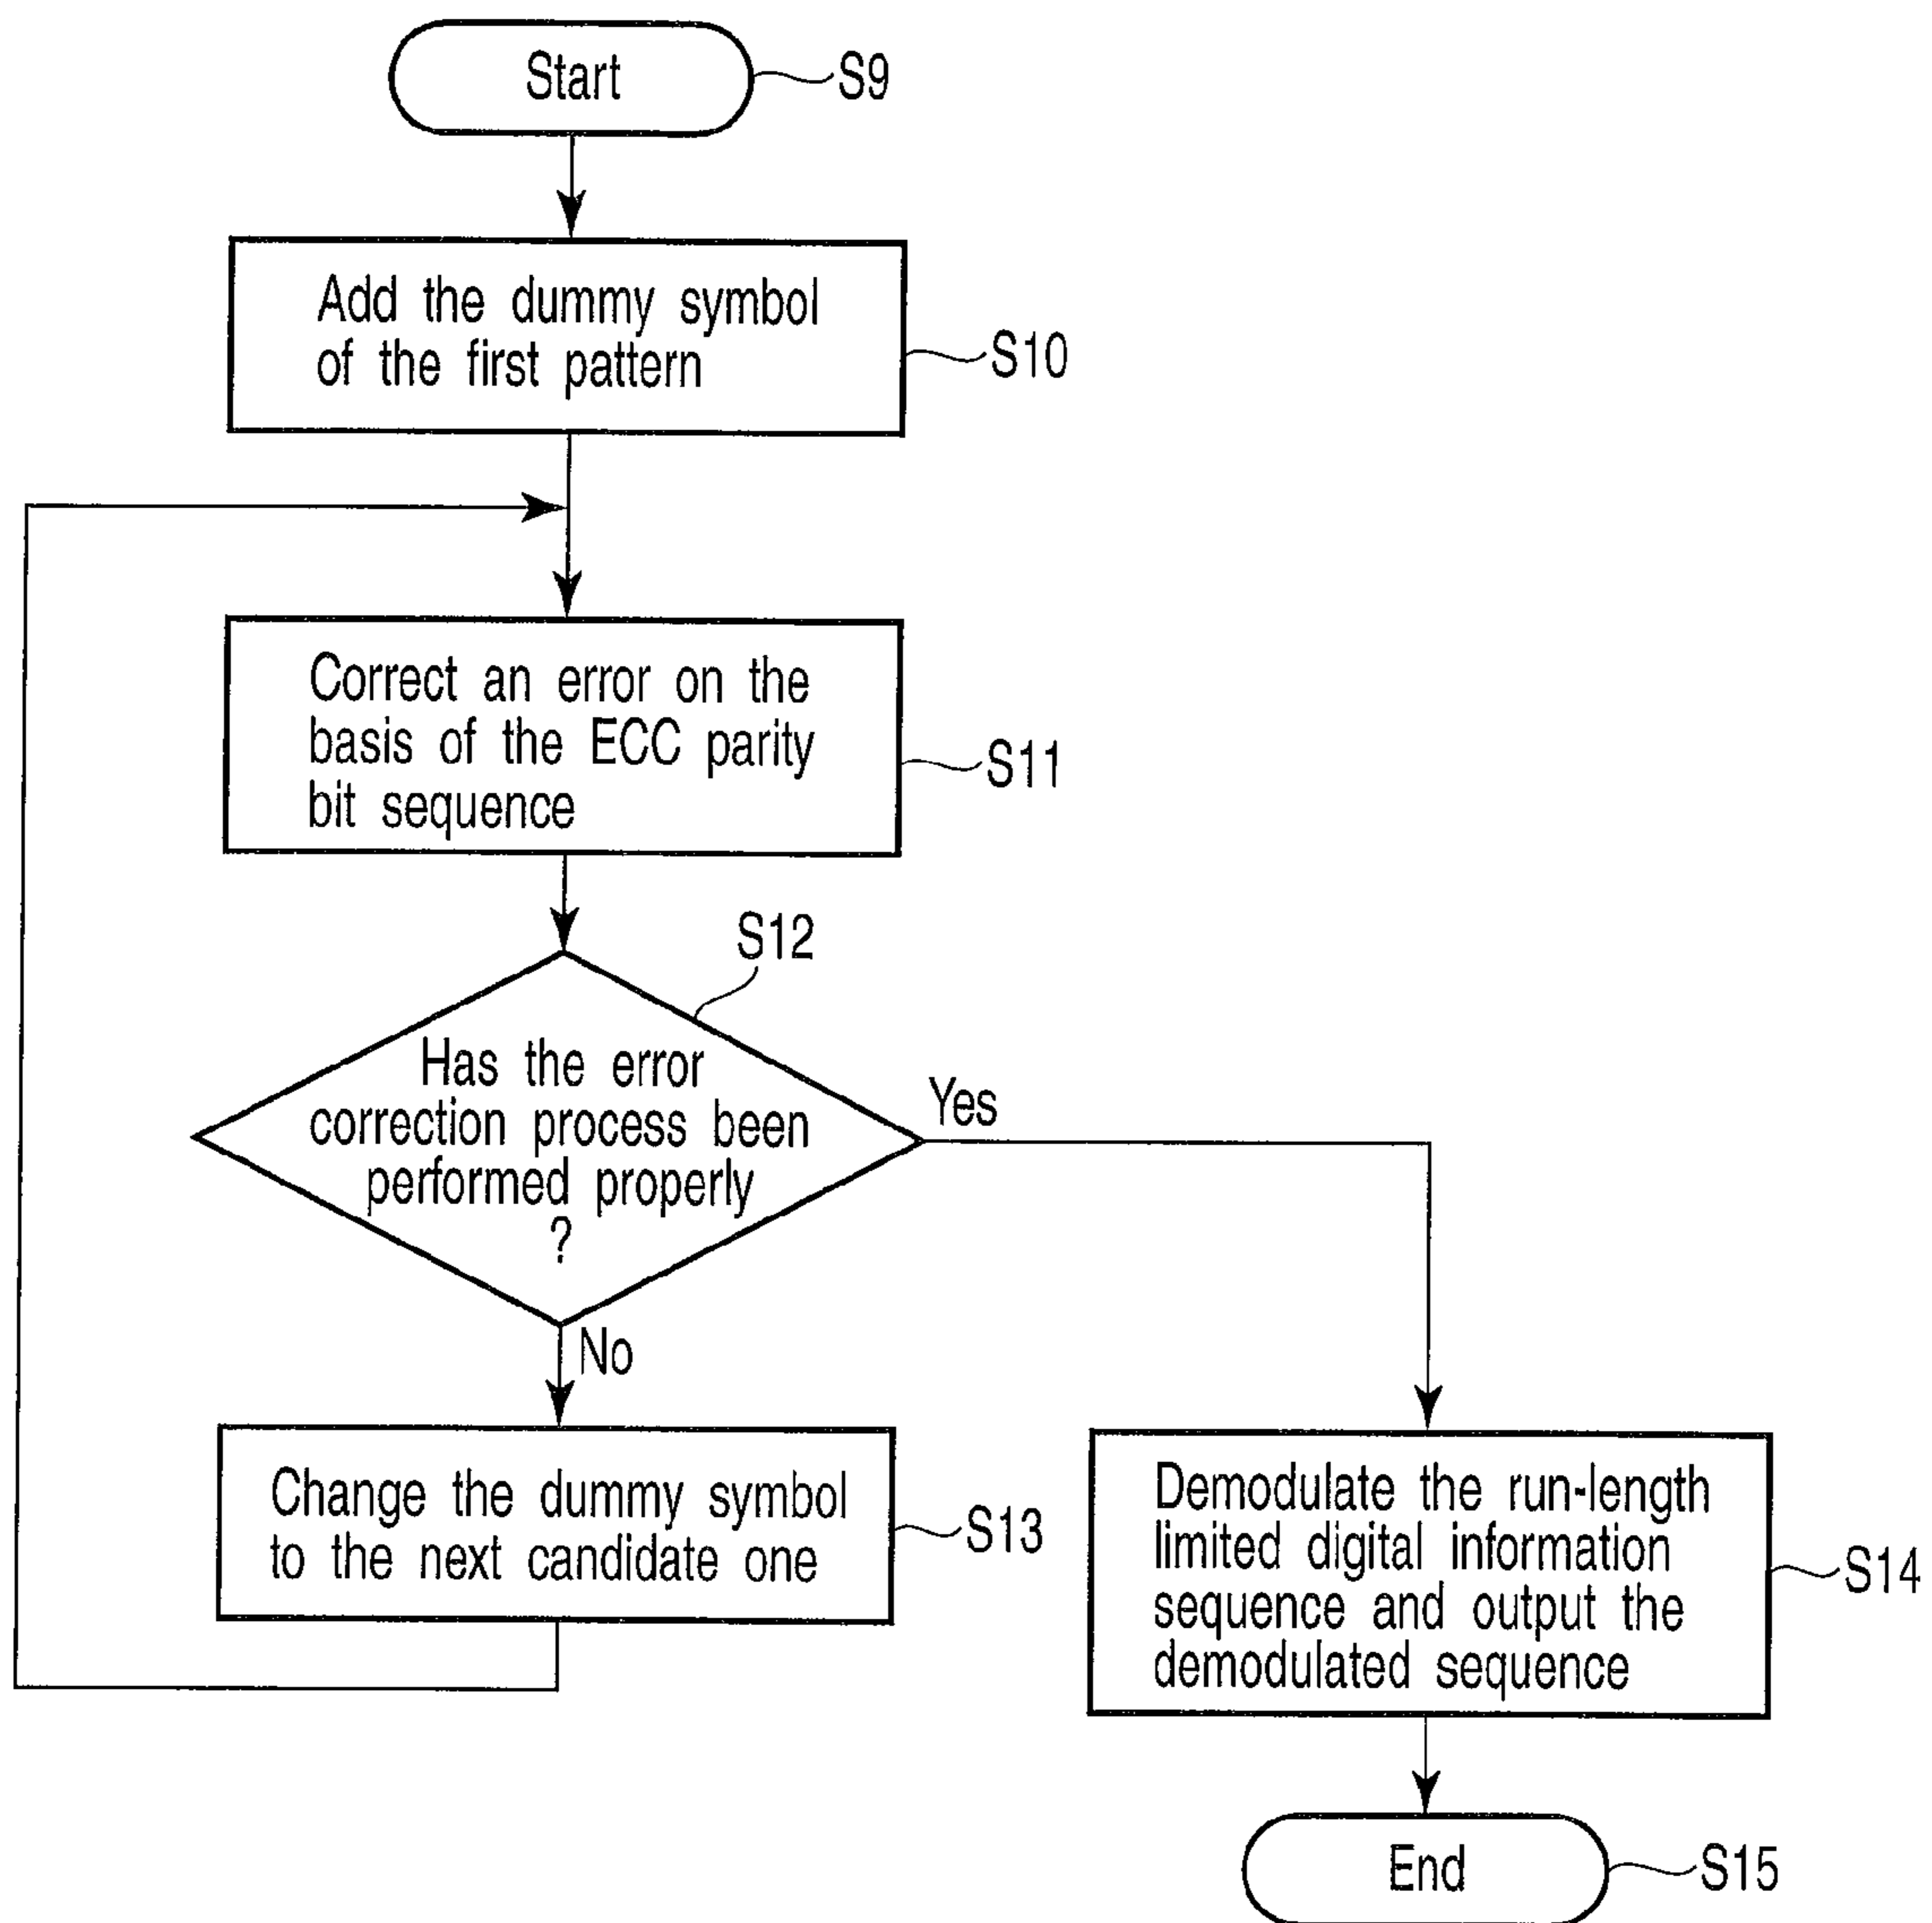 Start
S9
Add the dummy symbol
of the first pattern
S10
Correct an error on the
basis of the ECC parity
bit sequence
S11
S12
Has the error
correction process been
performed properly
?
Yes
No
Change the dummy symbol
to the next candidate one
S13
Demodulate the run-length
limited digital information
sequence and output the
demodulated sequence
S14
End
S15